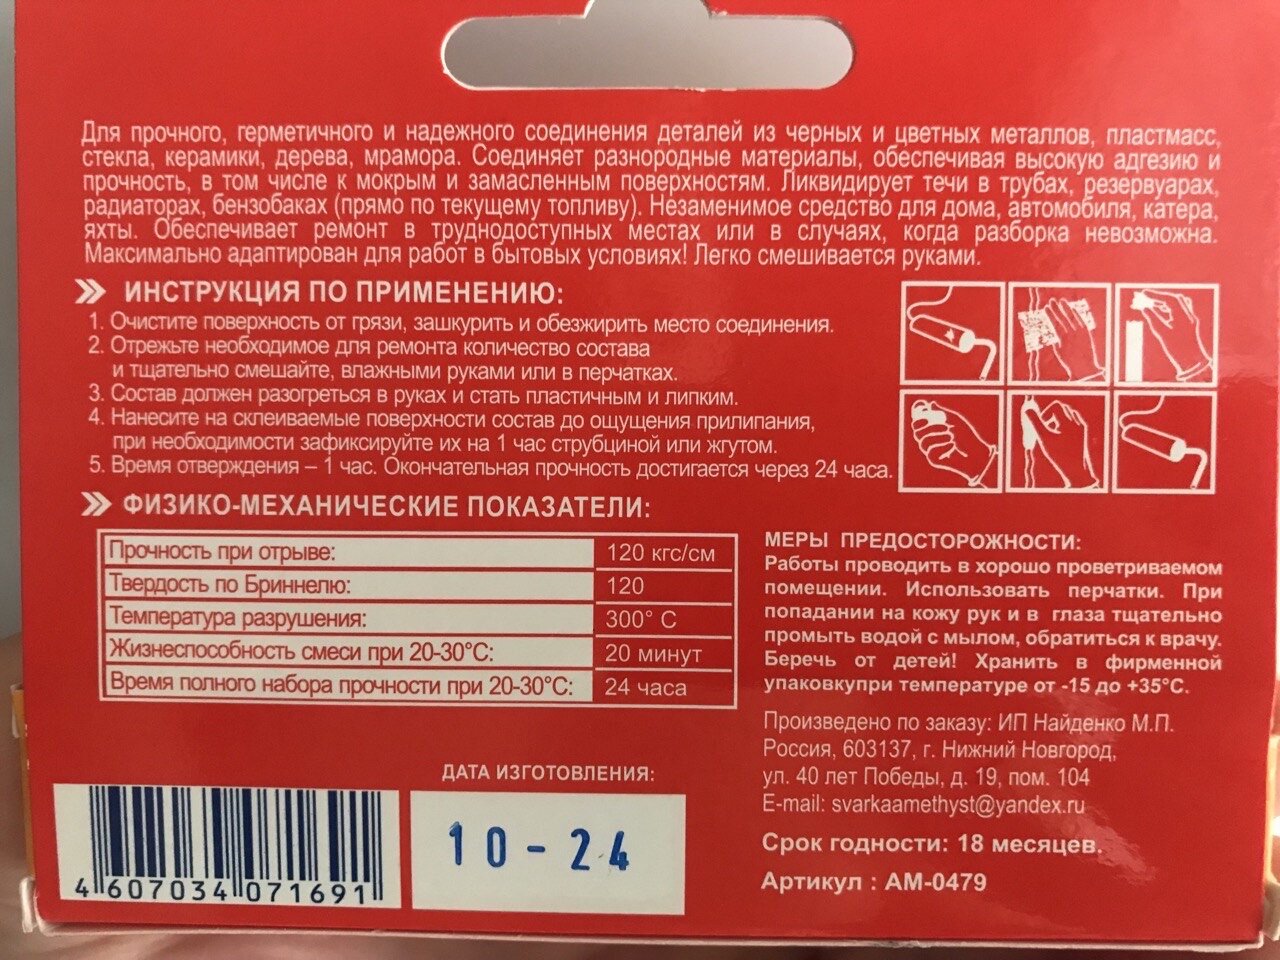 Для прочного, герметичного и надежного соединения деталей из черных и цветных металлов, пластмасс,
стекла, керамики, дерева, мрамора. Соединяет разнородные материалы, обеспечивая высокую адгезию и
прочность, в том числе к мокрым и замасленным поверхностям. Ликвидирует течи в трубах, резервуарах,
радиаторах, бензобаках (прямо по текущему топливу). Незаменимое средство для дома, автомобиля, катера,
яхты. Обеспечивает ремонт в труднодоступных местах или в случаях, когда разборка невозможна.
Максимально адаптирован для работ в бытовых условиях! Легко смешивается руками.
ИНСТРУКЦИЯ ПО ПРИМЕНЕНИЮ:
1. Очистите поверхность от грязи, зашкурить и обезжирить место соединения.
2. Отрежьте необходимое для ремонта количество состава
и тщательно смешайте, влажными руками или в перчатках.
3. Состав должен разогреться в руках и стать пластичным и липким.
4. Нанесите на склеиваемые поверхности состав до ощущения прилипания,
при необходимости зафиксируйте их на 1 час струбциной или жгутом.
5. Время отверждения – 1 час. Окончательная прочность достигается через 24 часа.
ФИЗИКО-МЕХАНИЧЕСКИЕ ПОКАЗАТЕЛИ:
Прочность при отрыве: 120 кгс/см
Твердость по Бриннелю: 120
Температура разрушения: 300° С
Жизнеспособность смеси при 20-30°С: 20 минут
Время полного набора прочности при 20-30°С: 24 часа
МЕРЫ ПРЕДОСТОРОЖНОСТИ:
Работы проводить в хорошо проветриваемом
помещении. Использовать перчатки. При
попадании на кожу рук и в глаза тщательно
промыть водой с мылом, обратиться к врачу.
Беречь от детей! Хранить в фирменной
упаковкупри температуре от -15 до +35°С.
Произведено по заказу: ИП Найденко М.П.
Россия, 603137, г. Нижний Новгород,
ул. 40 лет Победы, д. 19, пом. 104
E-mail: svarkaamethyst@yandex.ru
Срок годности: 18 месяцев.
Артикул : АМ-0479
ДАТА ИЗГОТОВЛЕНИЯ:
10-24
4 607034 071691